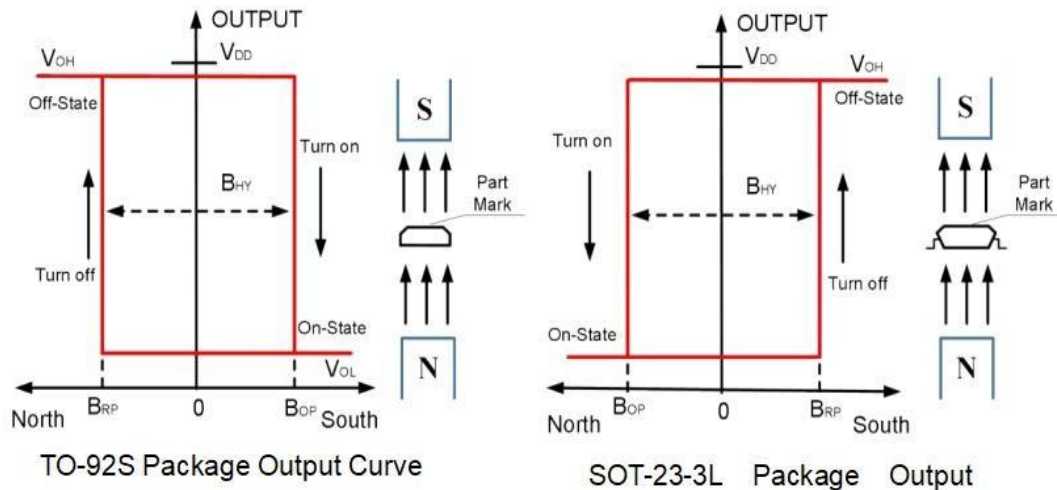 OUTPUT
VOH
VDD
Off-State
Turn on
BHY
Turn off
On-State
VOL
North
BRP
0
BOP
South
S
Part
Mark
N
TO-92S Package Output Curve
OUTPUT
VDD
VOH
Off-State
Turn on
BHY
Turn off
On-State
North
BOP
0
BRP
South
S
Part
Mark
N
SOT-23-3L Package Output